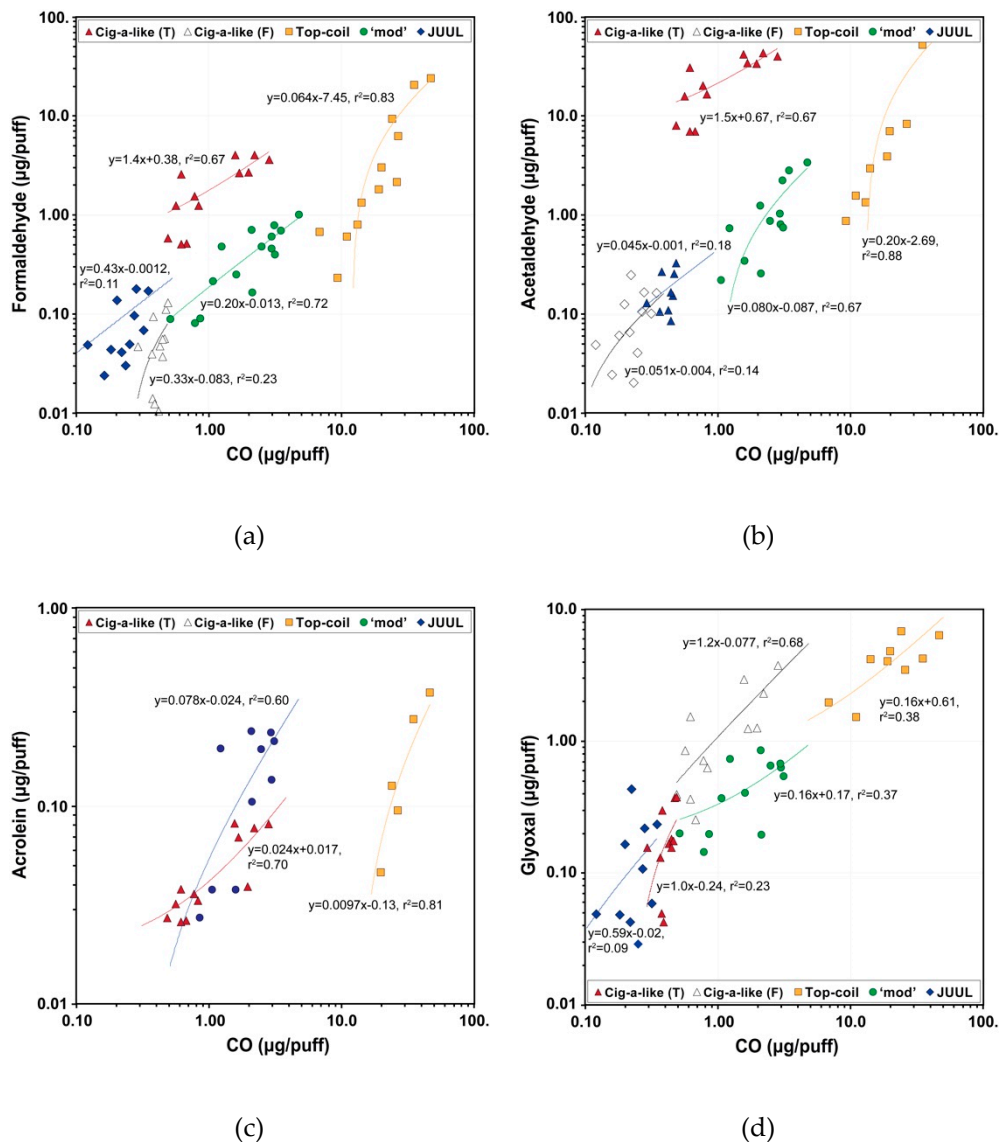 (a)
Cig-a-like (T) Cig-a-like (F) Top-coil ‘mod’ JUUL
100.
10.0
1.00
0.10
0.01
Formaldehyde (µg/puff)
y=0.064x-7.45, r²=0.83
y=1.4x+0.38, r²=0.67
y=0.43x-0.0012,
r²=0.11
y=0.20x-0.013, r²=0.72
y=0.33x-0.083, r²=0.23
0.10 1.00 10.0 100.
CO (µg/puff)
(a)
(b)
Cig-a-like (T) Cig-a-like (F) Top-coil ‘mod’ JUUL
100.
10.0
1.00
0.10
0.01
Acetaldehyde (µg/puff)
y=1.5x+0.67, r²=0.67
y=0.045x-0.001, r²=0.18
y=0.20x-2.69,
r²=0.88
y=0.080x-0.087, r²=0.67
y=0.051x-0.004, r²=0.14
0.10 1.00 10.0 100.
CO (µg/puff)
(b)
Cig-a-like (T) Cig-a-like (F) Top-coil ‘mod’ JUUL
1.00
0.10
0.01
Acrolein (µg/puff)
y=0.078x-0.024, r²=0.60
y=0.024x+0.017,
r²=0.70
y=0.0097x-0.13, r²=0.81
0.10 1.00 10.0 100.
CO (µg/puff)
(c)
10.0
1.00
0.10
0.01
Glyoxal (µg/puff)
y=1.2x-0.077, r²=0.68
y=0.16x+0.61,
r²=0.38
y=0.16x+0.17, r²=0.37
y=1.0x-0.24, r²=0.23
y=0.59x-0.02,
r²=0.09
Cig-a-like (T) Cig-a-like (F) Top-coil ‘mod’ JUUL
0.10 1.00 10.0 100.
CO (µg/puff)
(d)